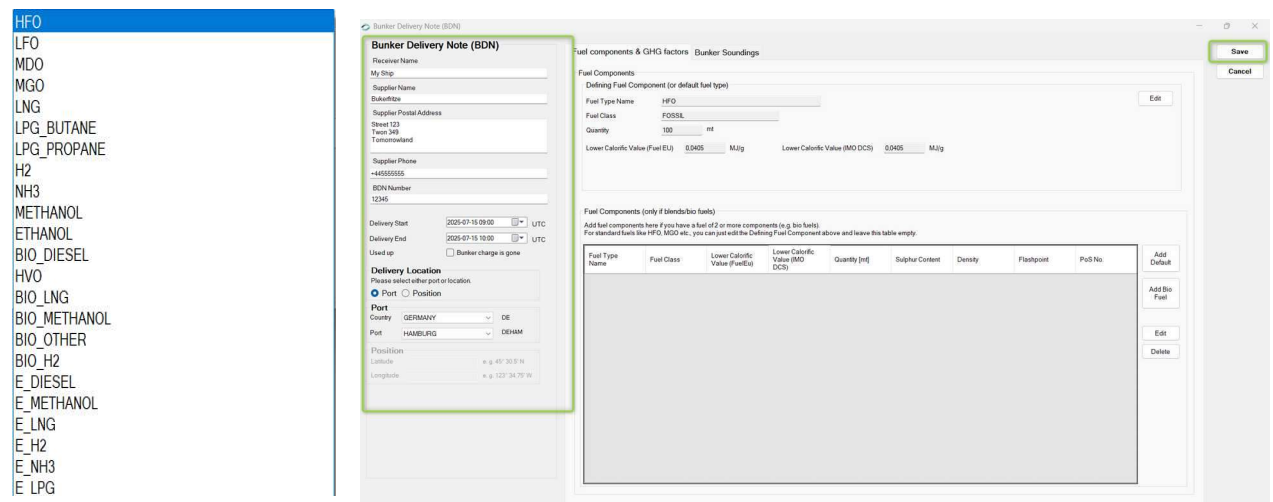 HFO
LFO
MDO
MGO
LNG
LPG_BUTANE
LPG_PROPANE
H2
NH3
METHANOL
ETHANOL
BIO_DIESEL
HVO
BIO_LNG
BIO_METHANOL
BIO_OTHER
BIO_H2
E_DIESEL
E_METHANOL
E_LNG
E_H2
E_NH3
E_LPG
Bunker Delivery Note (BDN)
Bunker Delivery Note (BDN)
Receiver Name
My Ship
Supplier Name
Bukerfritze
Supplier Postal Address
Street 123
Twon 349
Tomorrowland
Supplier Phone
+445555555
BDN Number
12345
Delivery Start 2025-07-15 09:00 UTC
Delivery End 2025-07-15 10:00 UTC
Used up Bunker charge is gone
Delivery Location
Please select either port or location.
Port Position
Port
Country GERMANY DE
Port HAMBURG DEHAM
Position
Latitude e. g. 45° 30.5' N
Longitude e. g. 123° 34.75' W
Fuel components & GHG factors Bunker Soundings
Fuel Components
Defining Fuel Component (or default fuel type)
Fuel Type Name HFO
Fuel Class FOSSIL
Quantity 100 mt
Lower Calorific Value (Fuel EU) 0,0405 MJ/g Lower Calorific Value (IMO DCS) 0,0405 MJ/g
Edit
Fuel Components (only if blends/bio fuels)
Add fuel components here if you have a fuel of 2 or more components (e.g. bio fuels).
For standard fuels like HFO, MGO etc., you can just edit the Defining Fuel Component above and leave this table empty.
Fuel Type Name Fuel Class Lower Calorific Value (FuelEu) Lower Calorific Value (IMO DCS) Quantity [mt] Sulphur Content Density Flashpoint PoS No.
Add Default
Add Bio Fuel
Edit
Delete
Save
Cancel